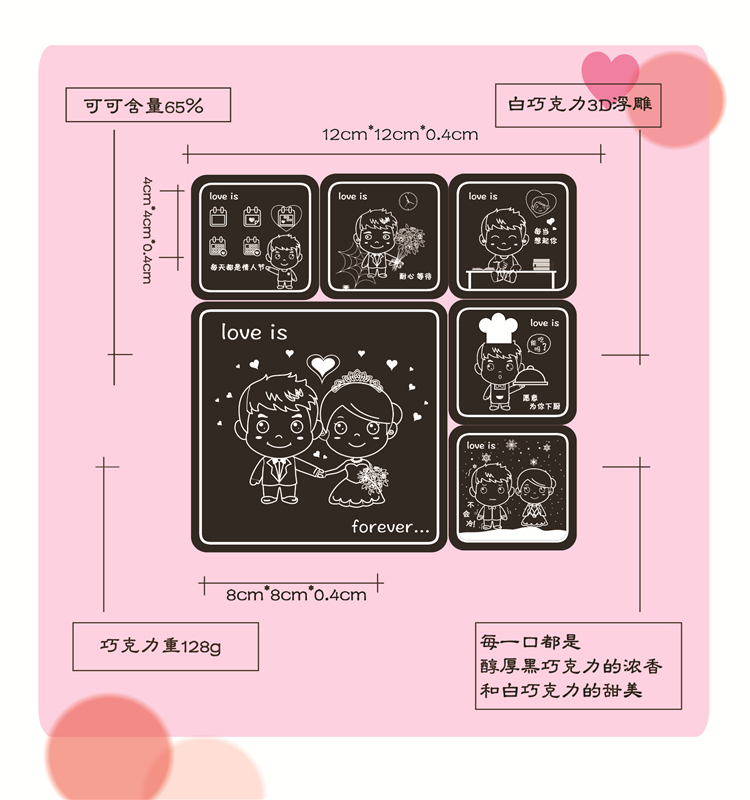 可可含量65%
白巧克力3D浮雕
12cm*12cm*0.4cm
4cm*4cm*0.4cm
love is
每天都是情人节
love is
耐心等待
love is
每当
想起你
love is
forever...
love is
能吃
吗?
愿意
为你下厨
love is
不
会
冷!
8cm*8cm*0.4cm
巧克力重128g
每一口都是
醇厚黑巧克力的浓香
和白巧克力的甜美